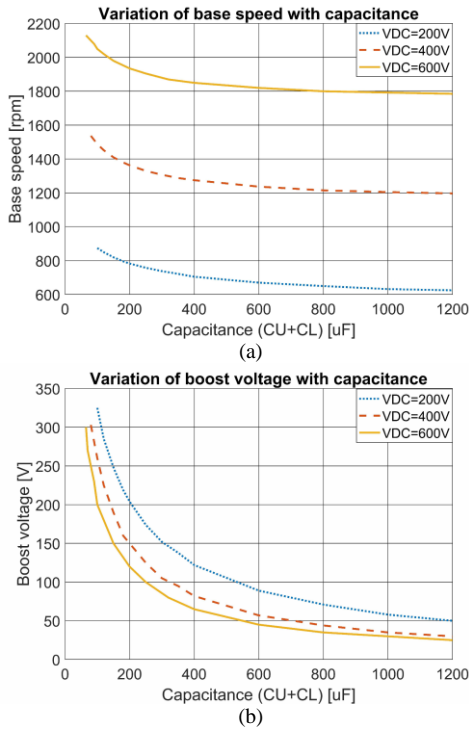 Variation of base speed with capacitance
2200
2000
1800
1600
1400
1200
1000
800
600
Base speed [rpm]
VDC=200V
VDC=400V
VDC=600V
0 200 400 600 800 1000 1200
Capacitance (CU+CL) [uF]
(a)
Variation of boost voltage with capacitance
350
300
250
200
150
100
50
0
Boost voltage [V]
VDC=200V
VDC=400V
VDC=600V
0 200 400 600 800 1000 1200
Capacitance (CU+CL) [uF]
(b)